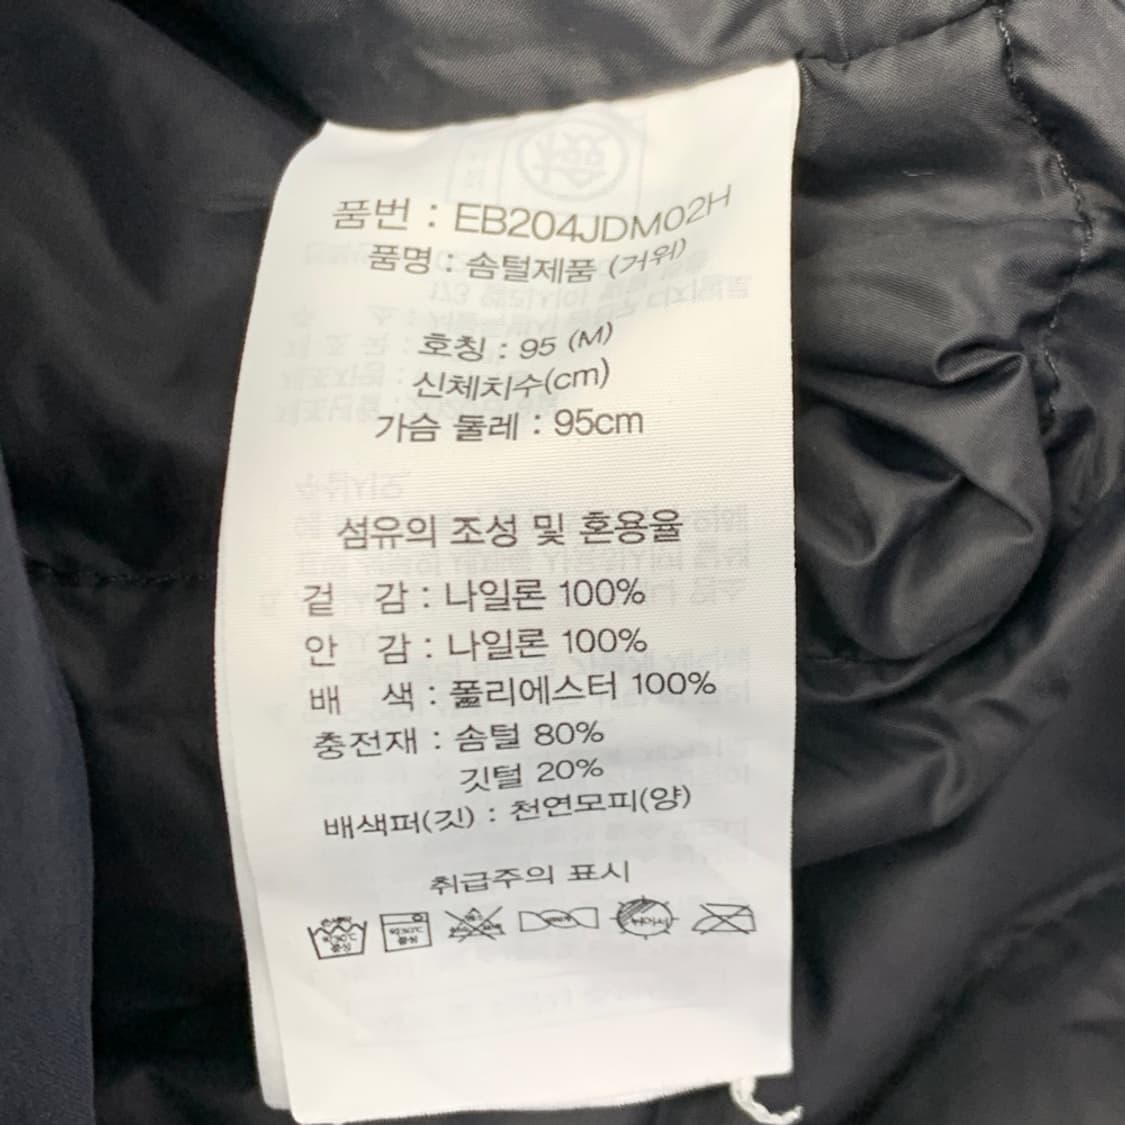 품번 : EB204JDM02H
품명 : 솜털제품 (거위)
호칭 : 95 (M)
신체치수(cm)
가슴 둘레 : 95cm
섬유의 조성 및 혼용율
겉 감 : 나일론 100%
안 감 : 나일론 100%
배 색 : 폴리에스터 100%
충전재 : 솜털 80%
깃털 20%
배색퍼(깃) : 천연모피(양)
취급주의 표시